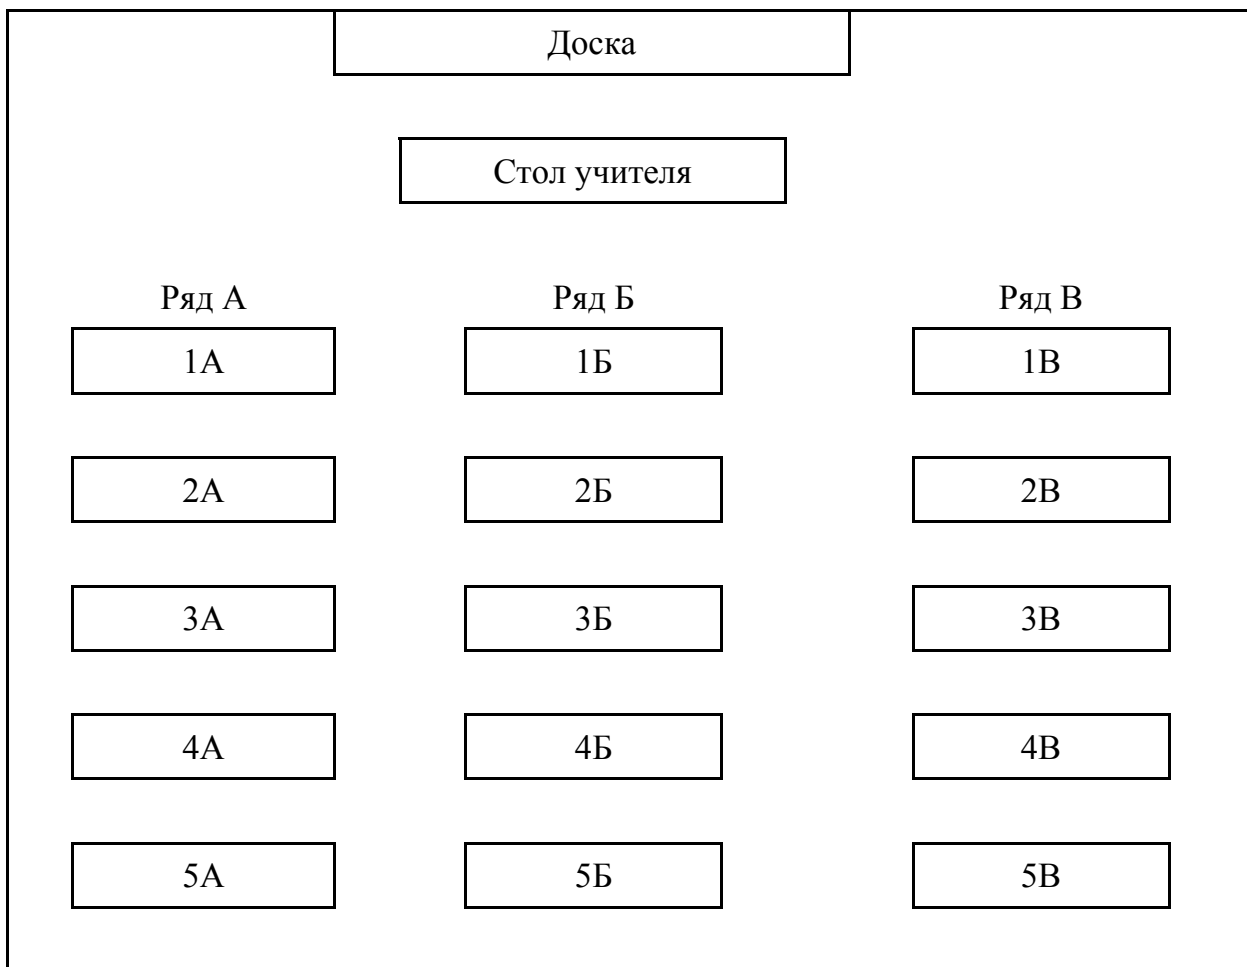 Доска
Стол учителя
Ряд А Ряд Б Ряд В
1А 1Б 1В
2А 2Б 2В
3А 3Б 3В
4А 4Б 4В
5А 5Б 5В